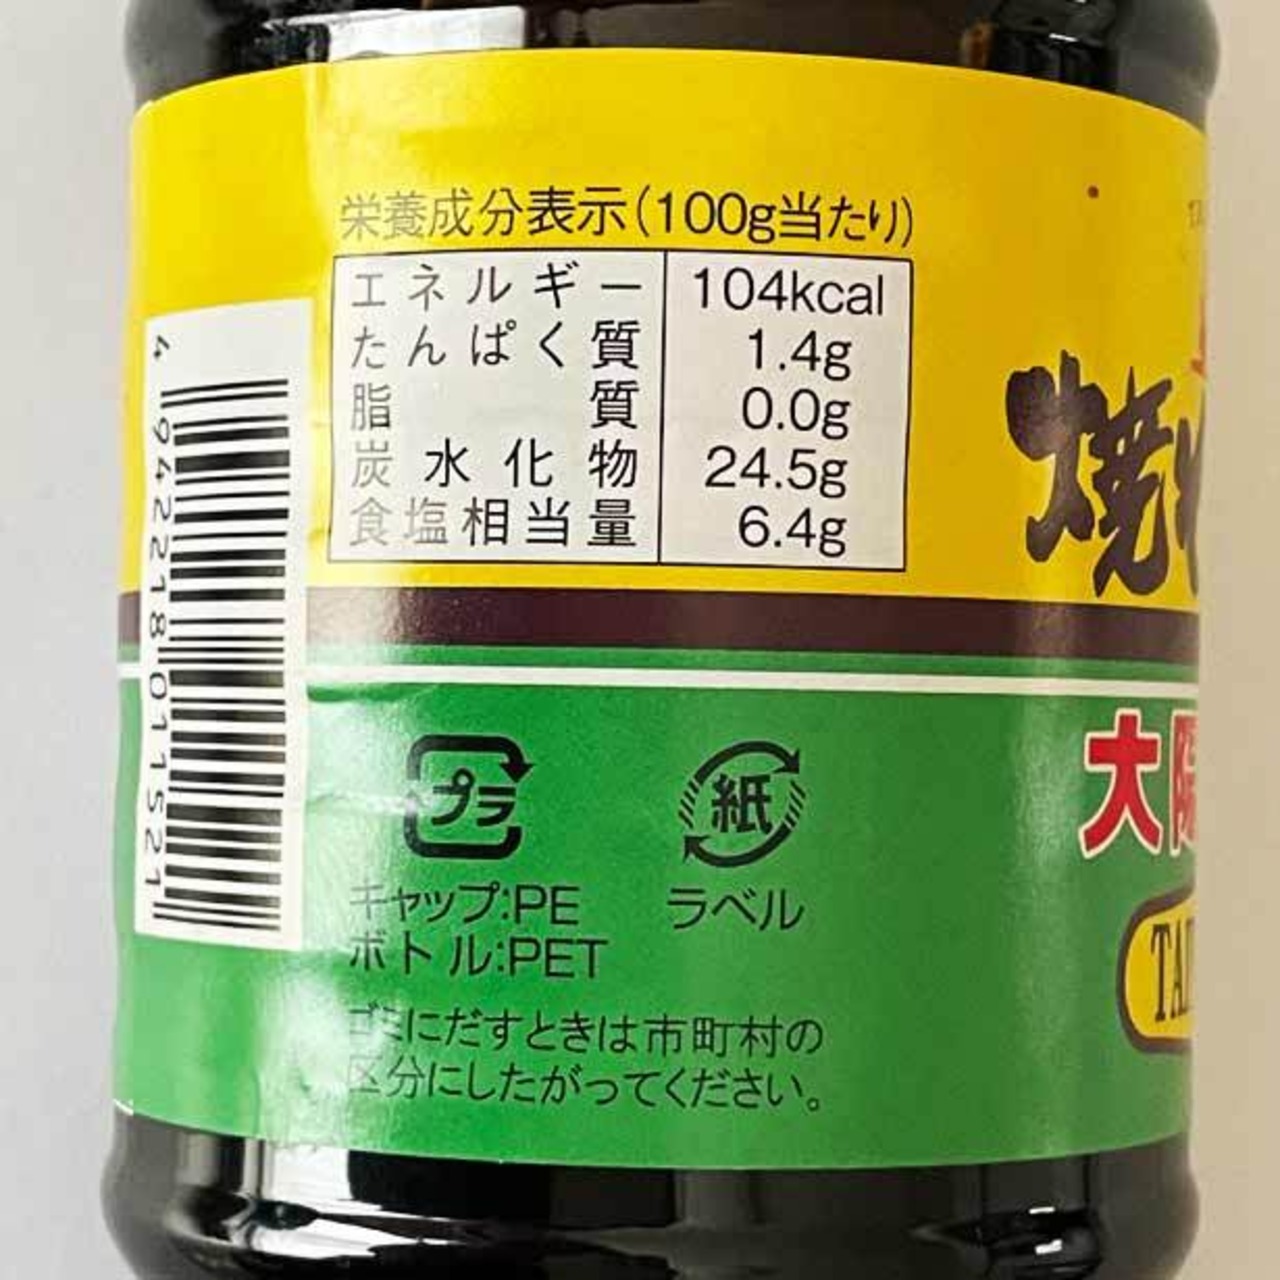 栄養成分表示(100g当たり)
エネルギー 104kcal
たんぱく質 1.4g
脂質 0.0g
炭水化物 24.5g
食塩相当量 6.4g
4942218011521
焼
大
プラ
紙
キャップ:PE
ボトル:PET
ラベル
ゴミにだすときは市町村の
区分にしたがってください。